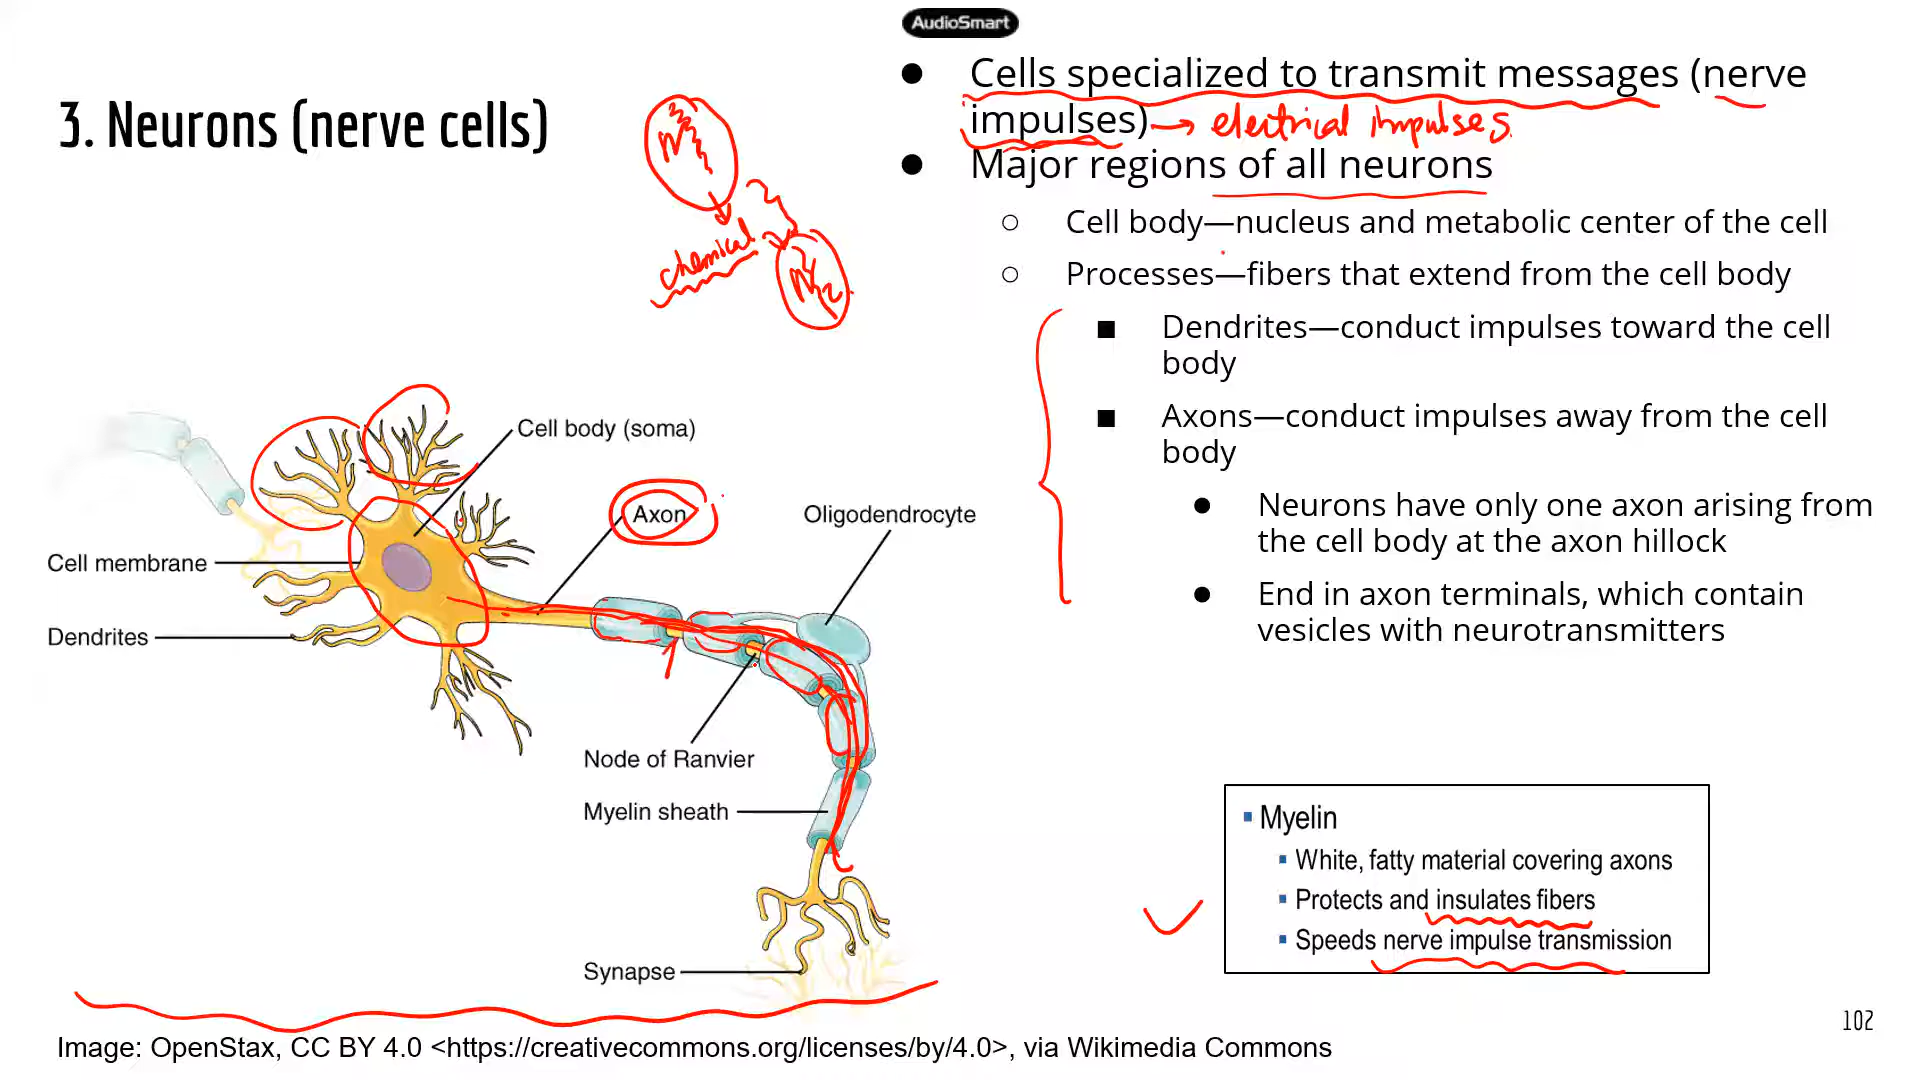 AudioSmart
3. Neurons (nerve cells)
● Cells specialized to transmit messages (nerve
impulses) → electrical impulses
● Major regions of all neurons
○ Cell body—nucleus and metabolic center of the cell
○ Processes—fibers that extend from the cell body
■ Dendrites—conduct impulses toward the cell
body
■ Axons—conduct impulses away from the cell
body
● Neurons have only one axon arising from
the cell body at the axon hillock
● End in axon terminals, which contain
vesicles with neurotransmitters
chemical
Cell body (soma)
Axon
Oligodendrocyte
Cell membrane
Dendrites
Node of Ranvier
Myelin sheath
Synapse
▪ Myelin
▪ White, fatty material covering axons
▪ Protects and insulates fibers
▪ Speeds nerve impulse transmission
102
Image: OpenStax, CC BY 4.0 <https://creativecommons.org/licenses/by/4.0>, via Wikimedia Commons